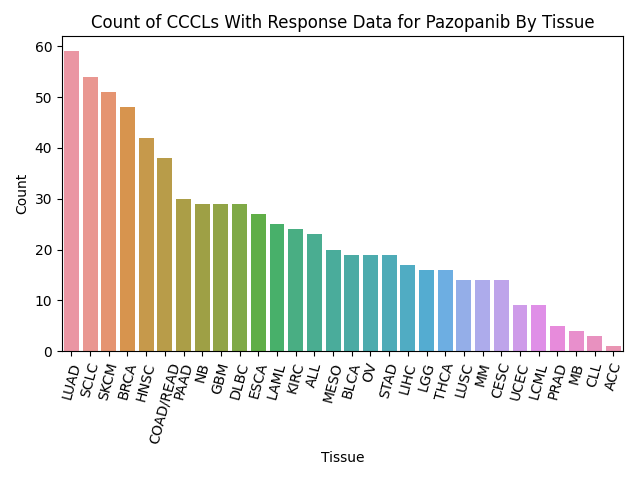 Count of CCCLs With Response Data for Pazopanib By Tissue
60
50
40
30
20
10
0
Count
LUAD
SCLC
SKCM
BRCA
HNSC
COAD/READ
PAAD
NB
GBM
DLBC
ESCA
LAML
KIRC
ALL
MESO
BLCA
OV
STAD
LIHC
LGG
THCA
LUSC
MM
CESC
UCEC
LCML
PRAD
MB
CLL
ACC
Tissue